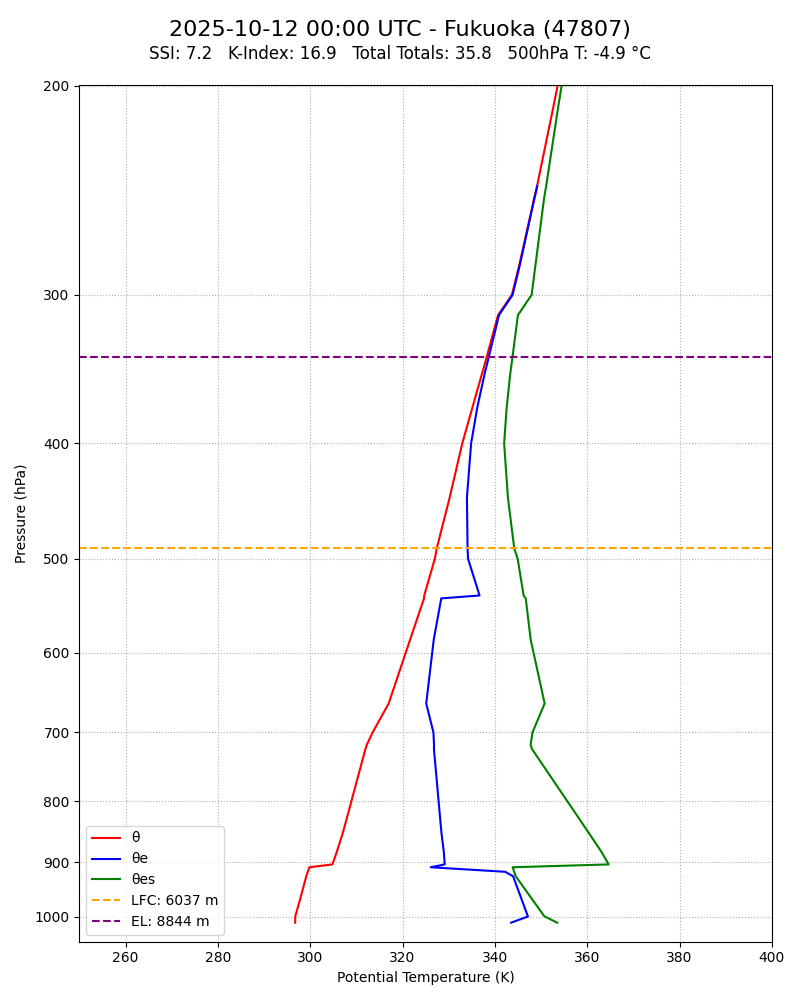 2025-10-12 00:00 UTC - Fukuoka (47807)
SSI: 7.2 K-Index: 16.9 Total Totals: 35.8 500hPa T: -4.9 °C
200
300
400
500
600
700
800
900
1000
Pressure (hPa)
θ
θe
θes
LFC: 6037 m
EL: 8844 m
260 280 300 320 340 360 380 400
Potential Temperature (K)